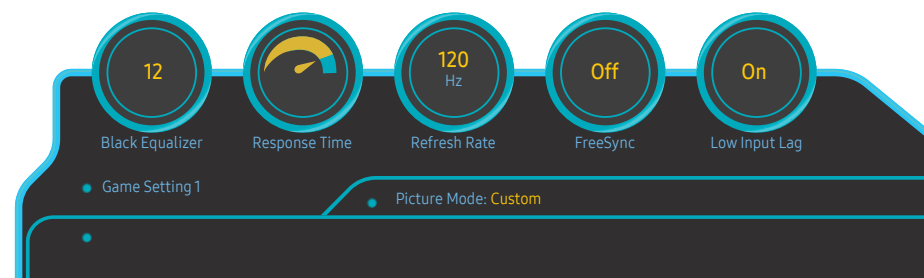 12
120
Hz
Off
On
Black Equalizer
Response Time
Refresh Rate
FreeSync
Low Input Lag
Game Setting 1
Picture Mode: Custom